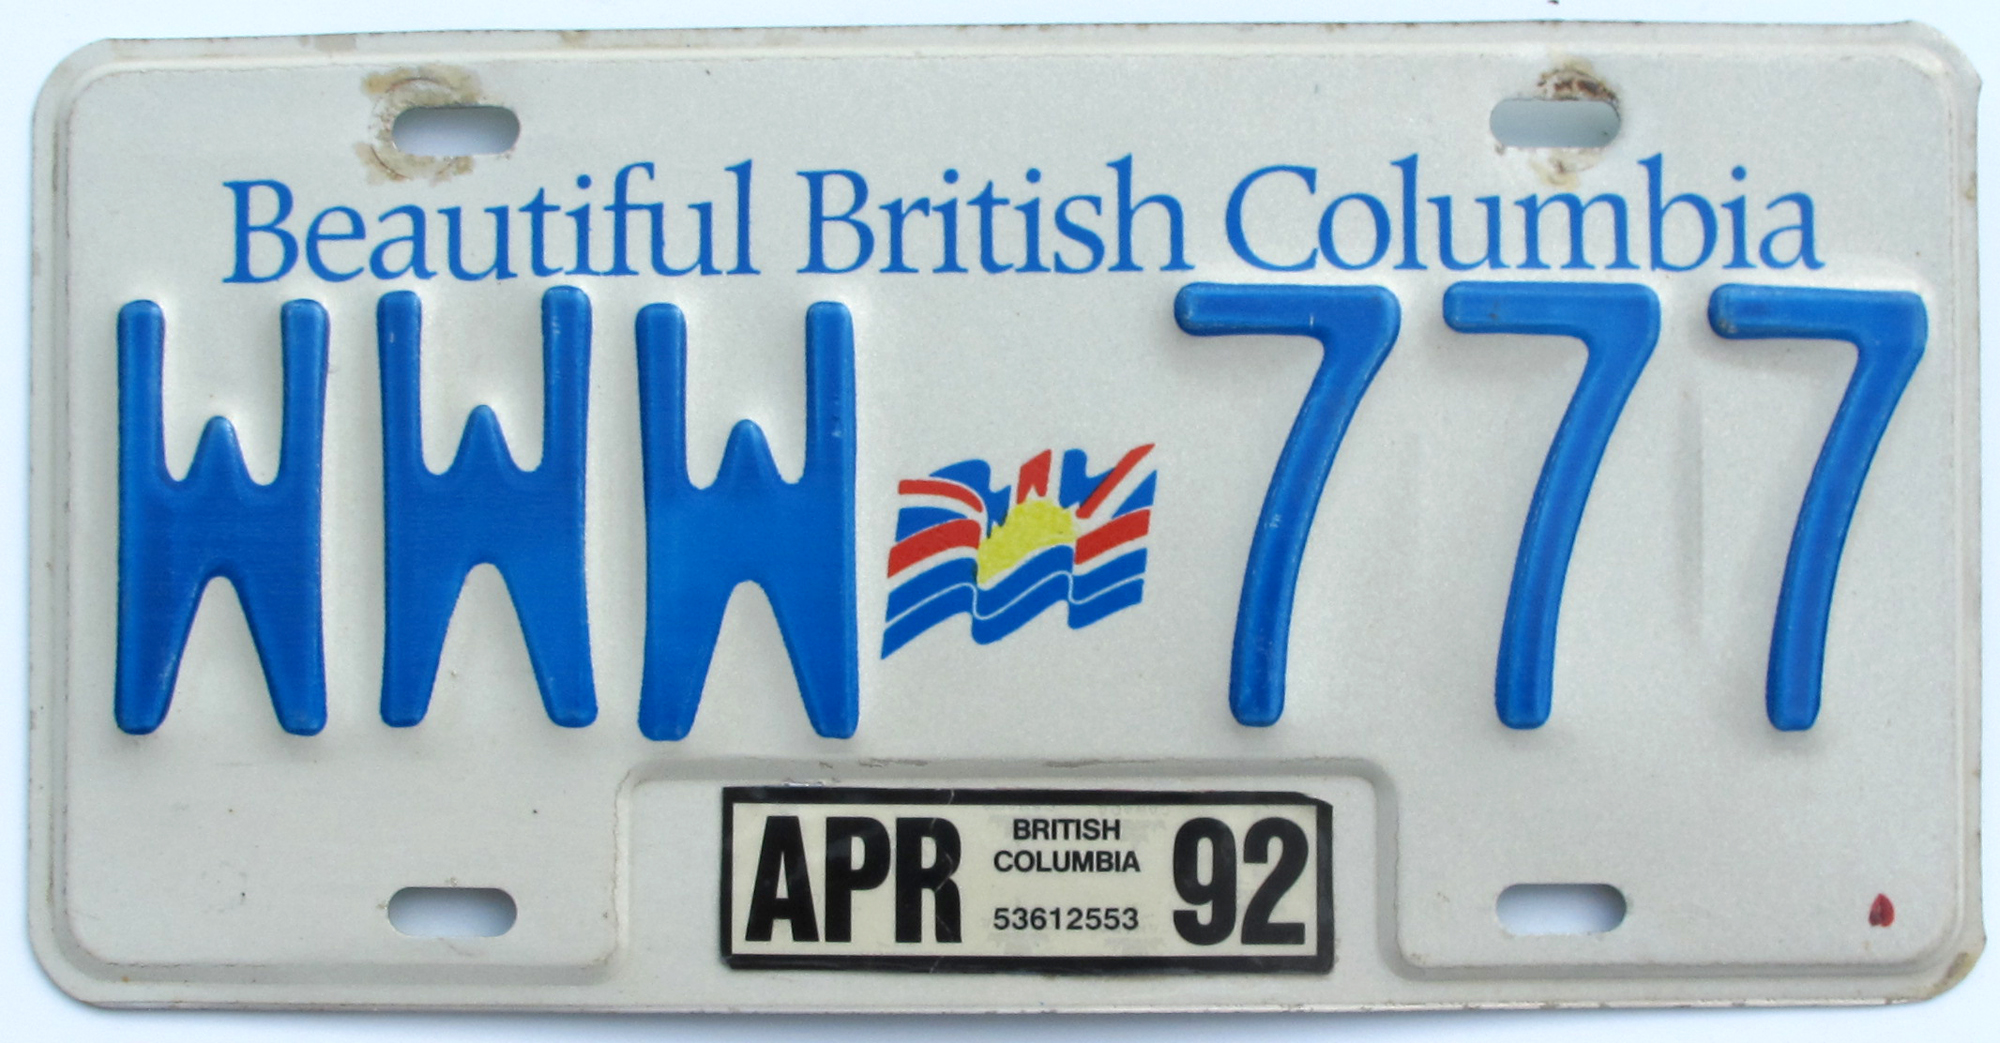 Beautiful British Columbia
WWW 777
APR BRITISH COLUMBIA 53612553 92